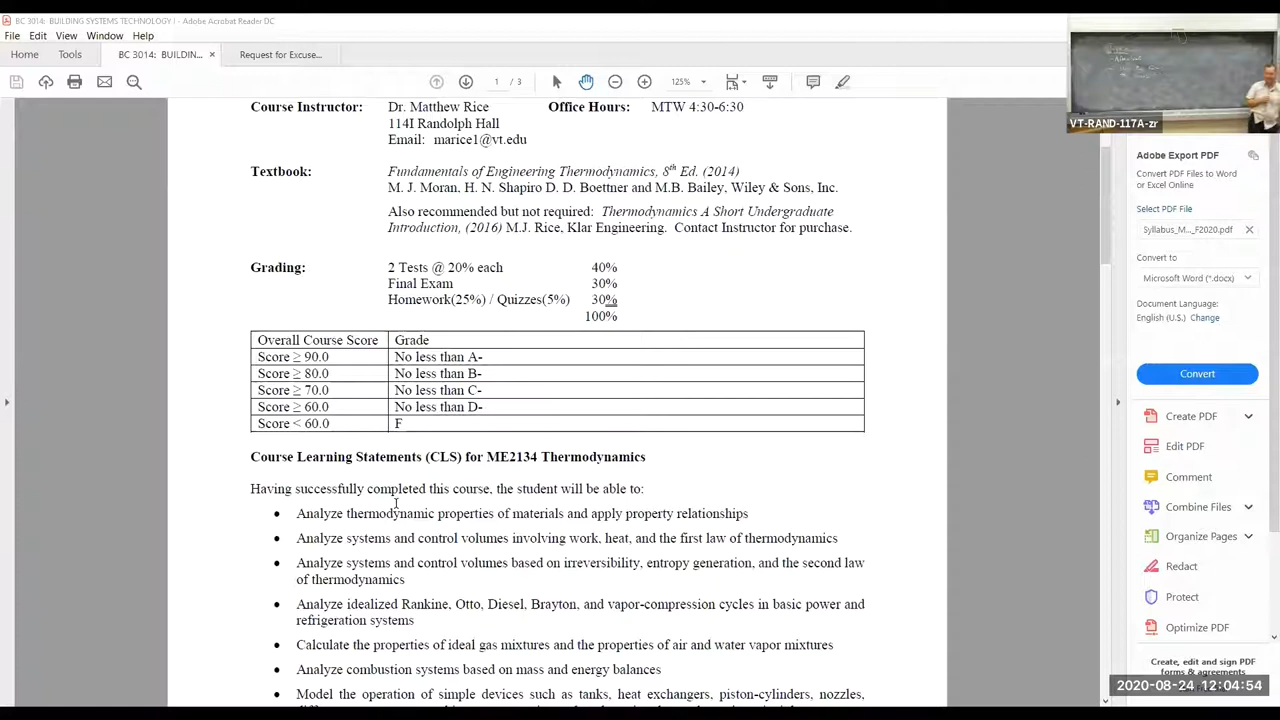 BC 3014: BUILDING SYSTEMS TECHNOLOGY I - Adobe Acrobat Reader DC
File Edit View Window Help
Home Tools BC 3014: BUILDIN... × Request for Excuse...
1 / 3 125%
VT-RAND-117A-zr
Course Instructor: Dr. Matthew Rice Office Hours: MTW 4:30-6:30
114I Randolph Hall
Email: marice1@vt.edu
Textbook: Fundamentals of Engineering Thermodynamics, 8th Ed. (2014)
M. J. Moran, H. N. Shapiro D. D. Boettner and M.B. Bailey, Wiley & Sons, Inc.
Also recommended but not required: Thermodynamics A Short Undergraduate
Introduction, (2016) M.J. Rice, Klar Engineering. Contact Instructor for purchase.
Grading: 2 Tests @ 20% each 40%
Final Exam 30%
Homework(25%) / Quizzes(5%) 30%
100%
Overall Course Score Grade
Score ≥ 90.0 No less than A-
Score ≥ 80.0 No less than B-
Score ≥ 70.0 No less than C-
Score ≥ 60.0 No less than D-
Score < 60.0 F
Course Learning Statements (CLS) for ME2134 Thermodynamics
Having successfully completed this course, the student will be able to:
• Analyze thermodynamic properties of materials and apply property relationships
• Analyze systems and control volumes involving work, heat, and the first law of thermodynamics
• Analyze systems and control volumes based on irreversibility, entropy generation, and the second law
of thermodynamics
• Analyze idealized Rankine, Otto, Diesel, Brayton, and vapor-compression cycles in basic power and
refrigeration systems
• Calculate the properties of ideal gas mixtures and the properties of air and water vapor mixtures
• Analyze combustion systems based on mass and energy balances
• Model the operation of simple devices such as tanks, heat exchangers, piston-cylinders, nozzles,
Adobe Export PDF
Convert PDF Files to Word
or Excel Online
Select PDF File
Syllabus_M..._F2020.pdf ×
Convert to
Microsoft Word (*.docx)
Document Language:
English (U.S.) Change
Convert
Create PDF
Edit PDF
Comment
Combine Files
Organize Pages
Redact
Protect
Optimize PDF
Create, edit and sign PDF
forms & agreements
2020-08-24 12:04:54